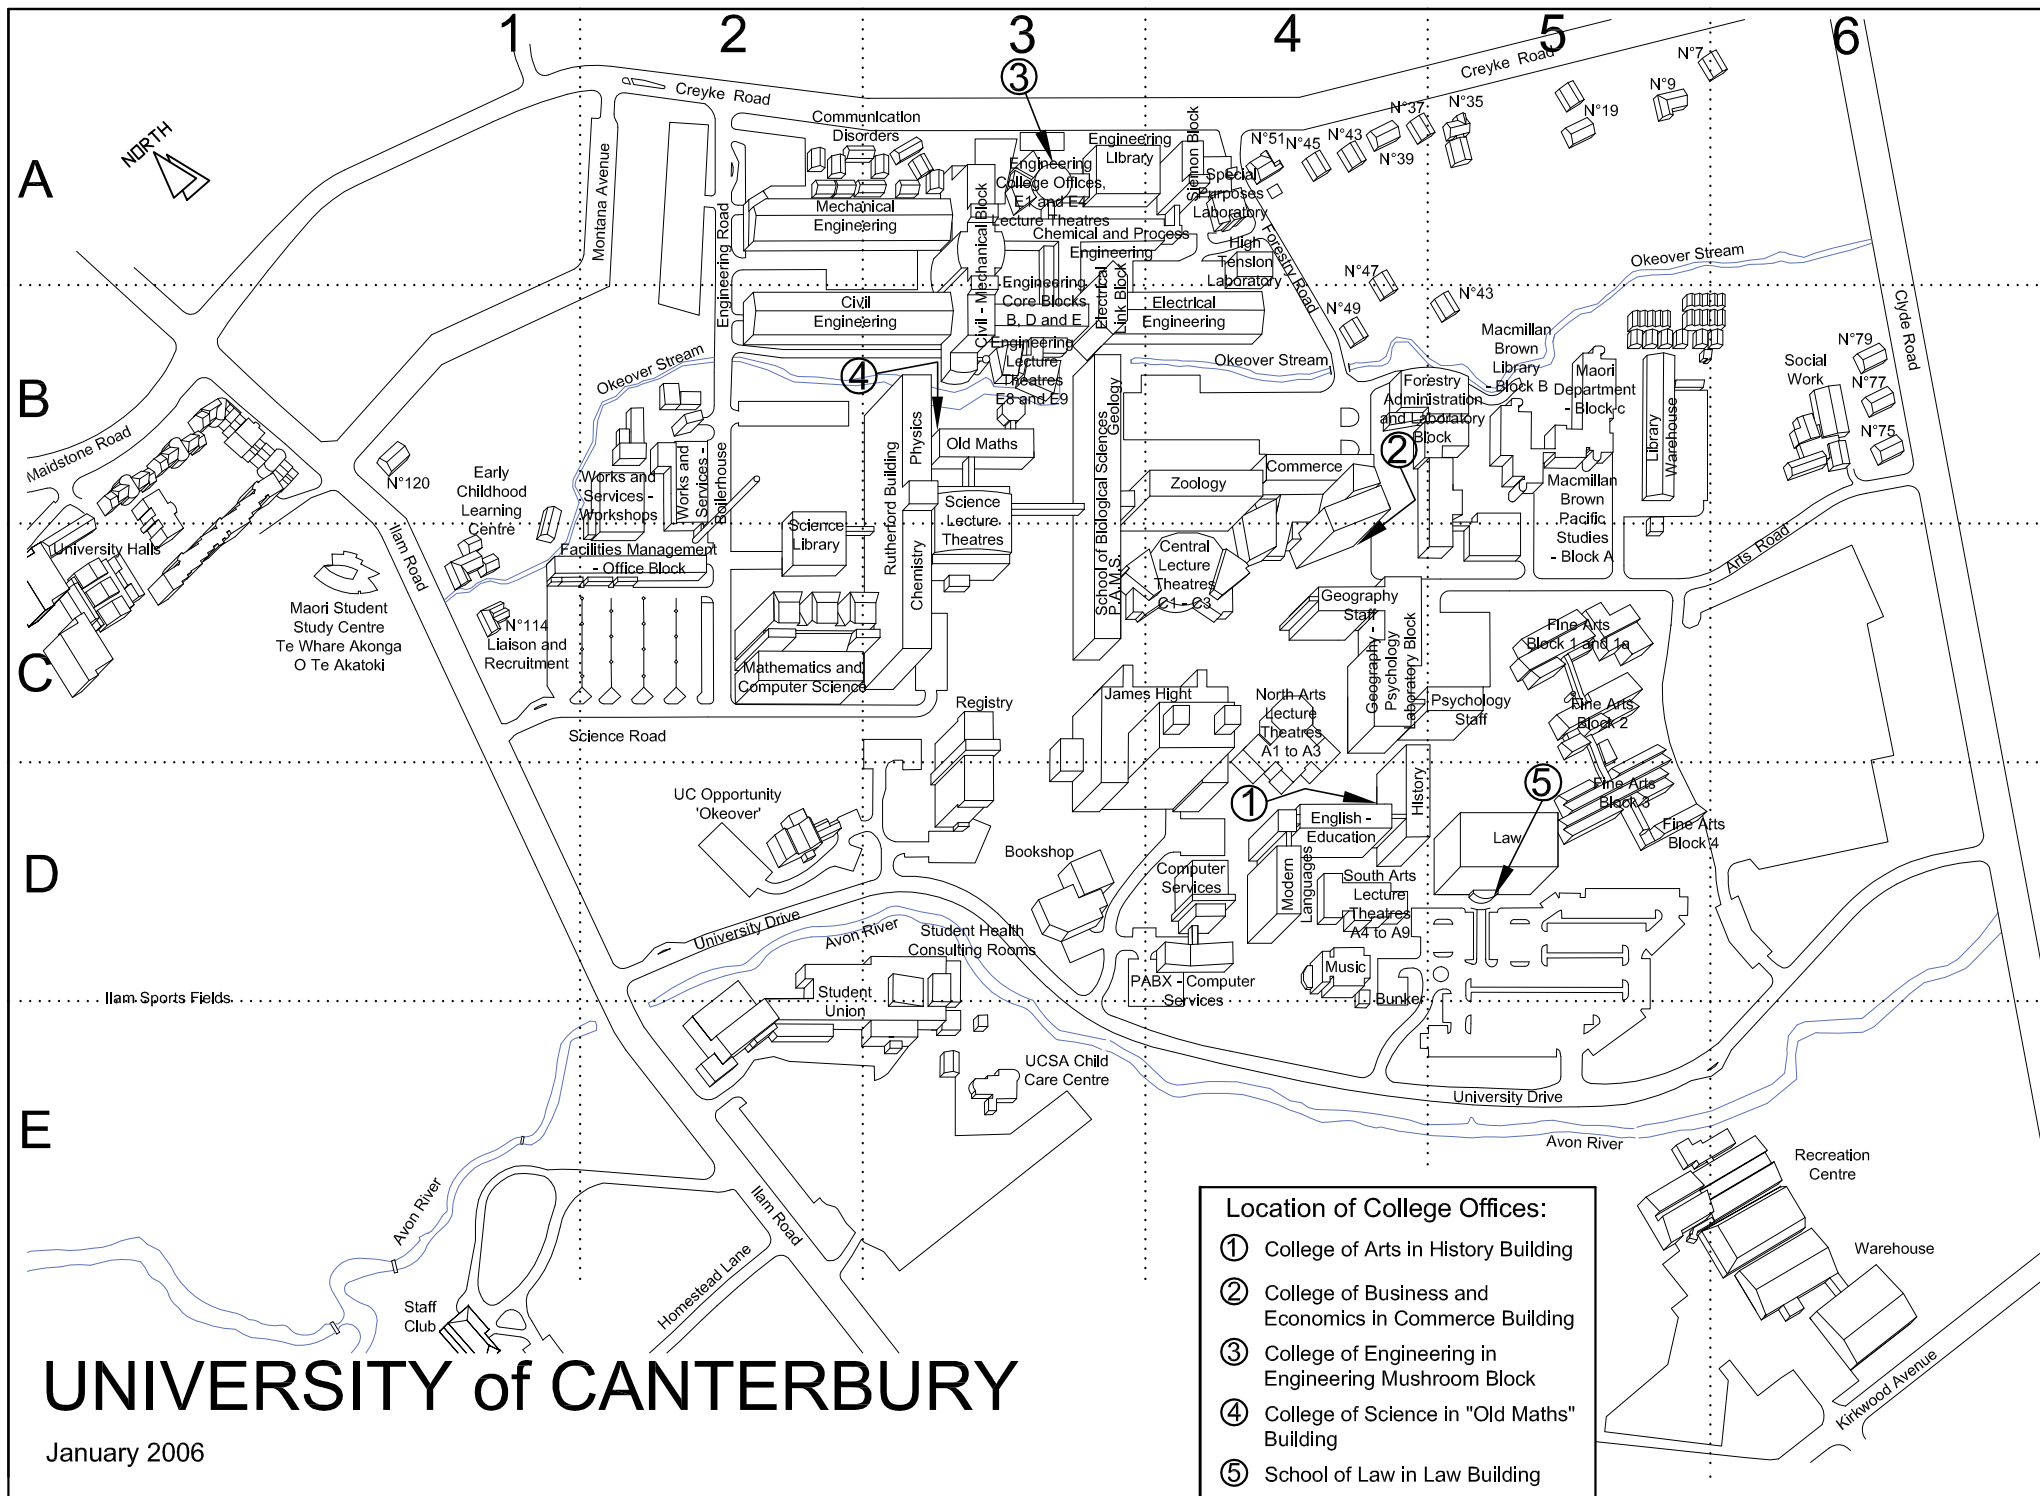 1
2
3
4
5
6
A
B
C
D
E
NORTH
Creyke Road
3
Creyke Road
N°7
N°9
N°19
N°35
N°37
N°39
N°43
N°45
N°51
Communication
Disorders
Montana Avenue
Engineering Road
Mechanical
Engineering
Civil - Mechanical Block
Engineering
College Offices,
E1 and E4
Lecture Theatres
Engineering
Library
Siemon Block
Special
Purposes
Laboratory
Chemical and Process
Engineering
High
Tension
Laboratory
Forestry Road
N°47
N°49
N°43
Okeover Stream
Clyde Road
Civil
Engineering
Engineering
Core Blocks
B, D and E
Electrical
Link Block
Electrical
Engineering
Engineering
Lecture
Theatres
E8 and E9
Okeover Stream
4
Okeover Stream
Macmillan
Brown
Library
- Block B
Maori
Department
- Block c
Library
Warehouse
Social
Work
N°79
N°77
N°75
Forestry
Administration
and Laboratory
Block
2
Maidstone Road
N°120
Early
Childhood
Learning
Centre
Works and
Services -
Workshops
Works and
Services -
Boilerhouse
Physics
Old Maths
School of Biological Sciences
Geology
P.A.M.S.
Zoology
Commerce
Macmillan
Brown
Pacific
Studies
- Block A
Arts Road
Science
Library
Rutherford Building
Chemistry
Science
Lecture
Theatres
Central
Lecture
Theatres
C1 - C3
University Halls
Ilam Road
Facilities Management
- Office Block
Maori Student
Study Centre
Te Whare Akonga
O Te Akatoki
N°114
Liaison and
Recruitment
Geography
Staff
Geography -
Psychology
Laboratory Block
Psychology
Staff
Fine Arts
Block 1 and 1a
Fine Arts
Block 2
Fine Arts
Block 3
Fine Arts
Block 4
Mathematics and
Computer Science
Science Road
Registry
James Hight
North Arts
Lecture
Theatres
A1 to A3
1
5
UC Opportunity
'Okeover'
History
English -
Education
Law
Bookshop
Computer
Services
Modern
Languages
South Arts
Lecture
Theatres
A4 to A9
University Drive
Avon River
Student Health
Consulting Rooms
Music
PABX - Computer
Services
Bunker
Ilam Sports Fields
Student
Union
UCSA Child
Care Centre
University Drive
Avon River
Avon River
Ilam Road
Homestead Lane
Staff
Club
Recreation
Centre
Warehouse
Kirkwood Avenue
Location of College Offices:
1 College of Arts in History Building
2 College of Business and
Economics in Commerce Building
3 College of Engineering in
Engineering Mushroom Block
4 College of Science in "Old Maths"
Building
5 School of Law in Law Building
UNIVERSITY of CANTERBURY
January 2006